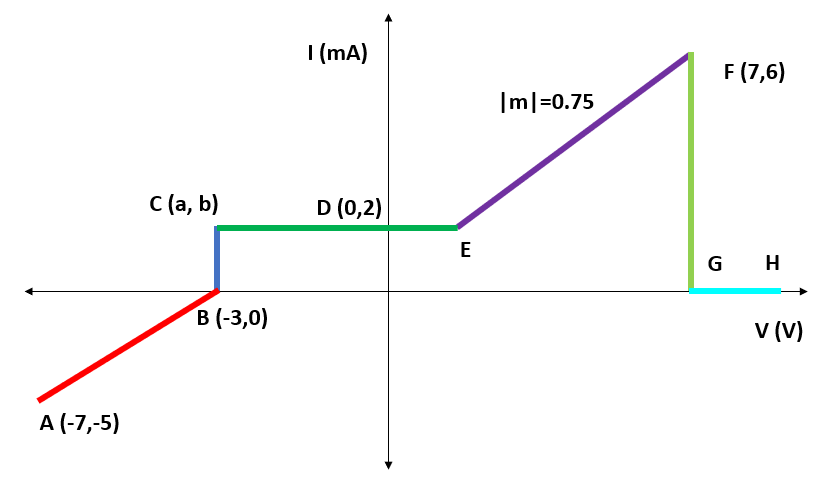 I (mA)
F (7,6)
|m|=0.75
C (a, b)
D (0,2)
E
G
H
B (-3,0)
V (V)
A (-7,-5)